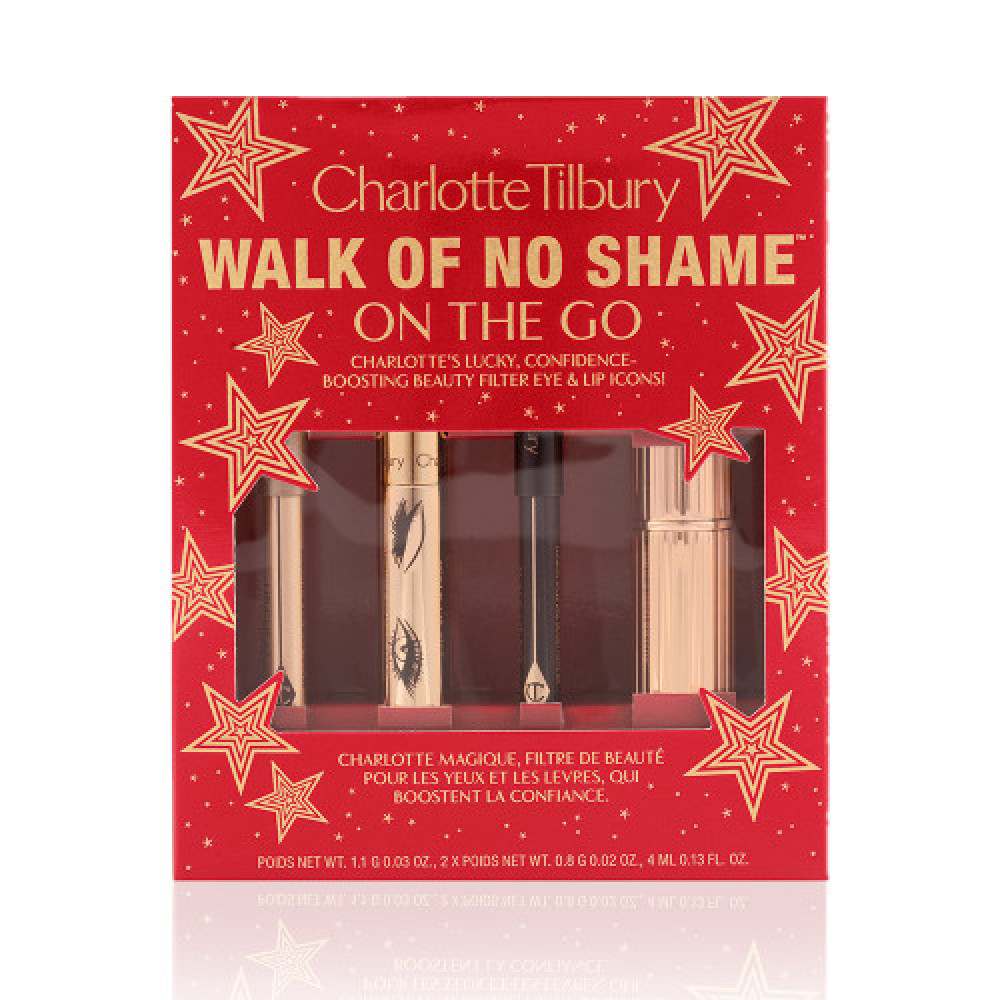 Charlotte Tilbury
WALK OF NO SHAME™
ON THE GO
CHARLOTTE'S LUCKY, CONFIDENCE-
BOOSTING BEAUTY FILTER EYE & LIP ICONS!
CHARLOTTE MAGIQUE, FILTRE DE BEAUTÉ
POUR LES YEUX ET LES LÈVRES, QUI
BOOSTENT LA CONFIANCE.
POIDS NET WT. 1.1 G 0.03 OZ., 2 X POIDS NET WT. 0.8 G 0.02 OZ., 4 ML 0.13 FL. OZ.